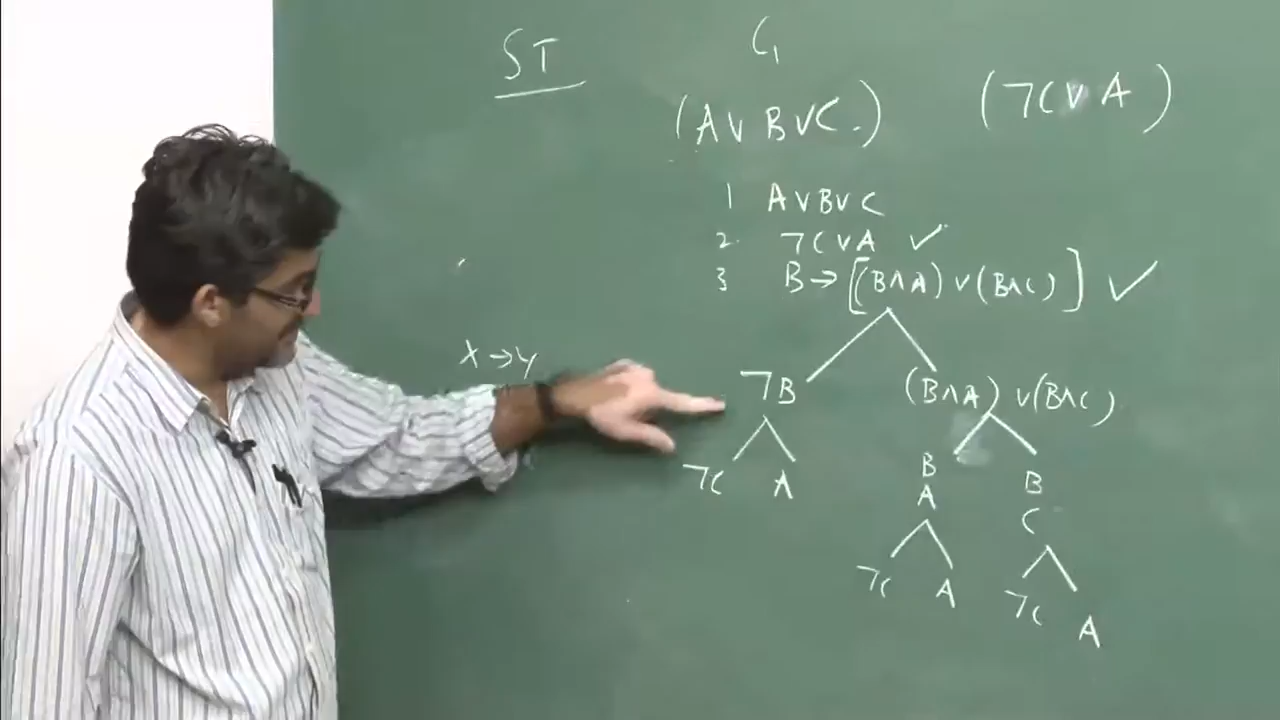 ST C₁
(A ∨ B ∨ C.) (¬C ∨ A)
1 A ∨ B ∨ C
2. ¬C ∨ A ✓
3 B → [(B∧A) ∨ (B∧C)] ✓
X → Y
¬B (B∧A) ∨ (B∧C)
¬C A B B
A C
¬C A ¬C A